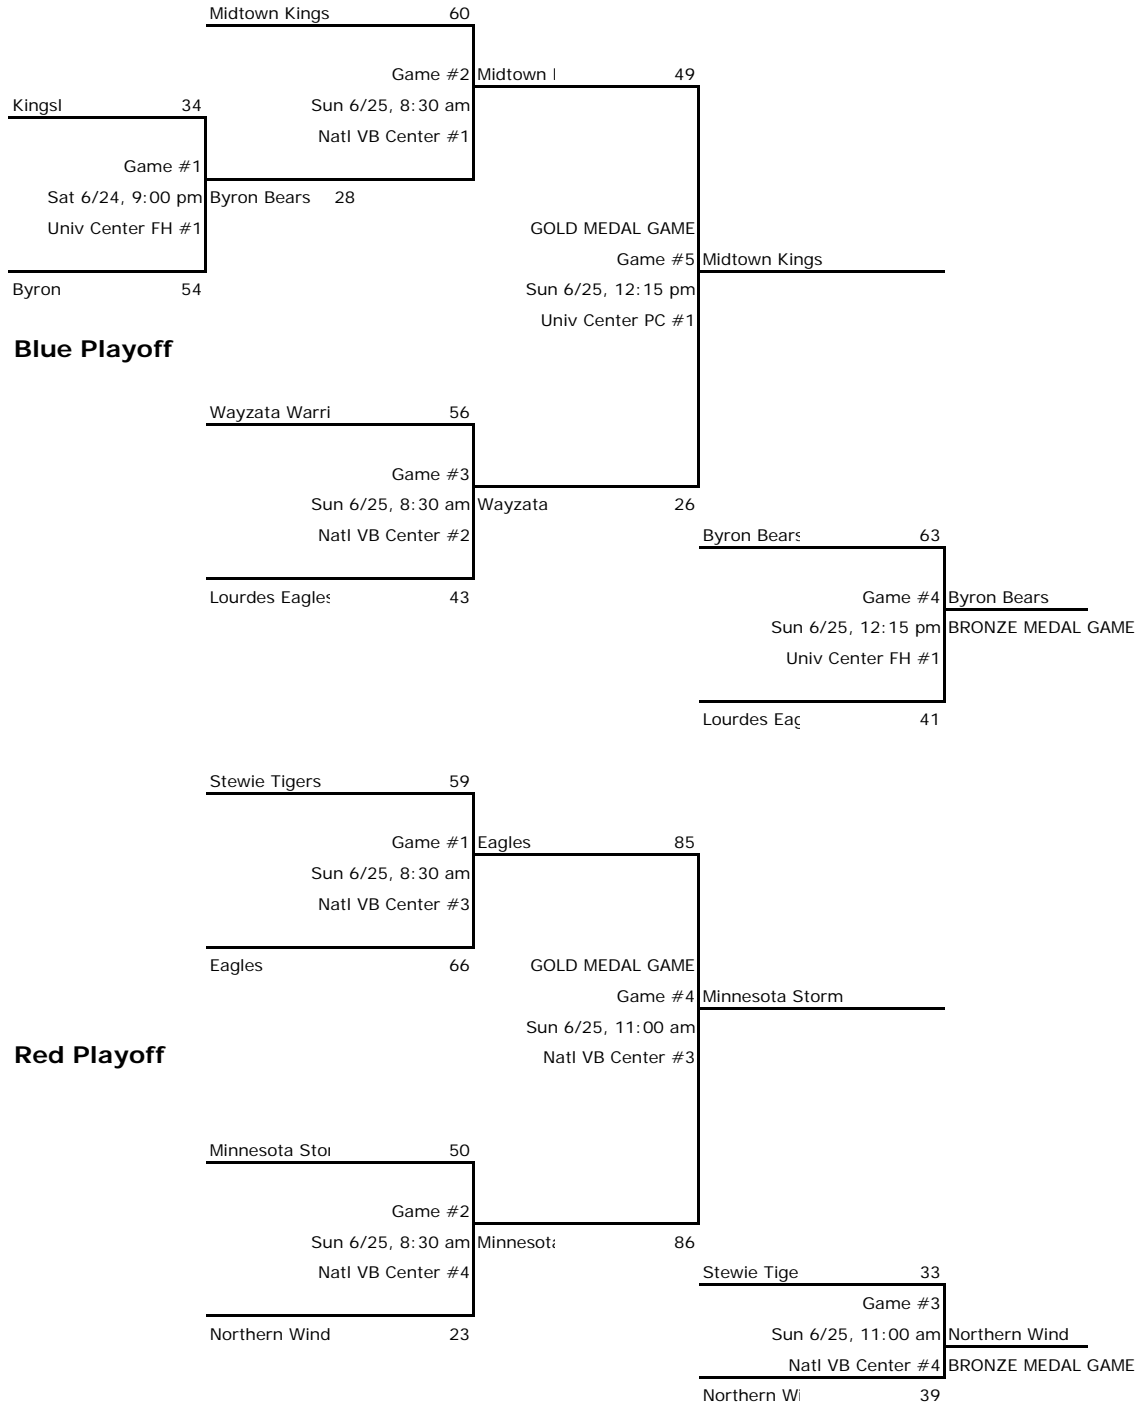 Midtown Kings 60
Game #2 Midtown 49
Kingsl 34 Sun 6/25, 8:30 am
Natl VB Center #1
Game #1
Sat 6/24, 9:00 pm Byron Bears 28
Univ Center FH #1 GOLD MEDAL GAME
Game #5 Midtown Kings
Byron 54 Sun 6/25, 12:15 pm
Univ Center PC #1
Blue Playoff
Wayzata Warri 56
Game #3
Sun 6/25, 8:30 am Wayzata 26
Natl VB Center #2 Byron Bears 63
Lourdes Eagles 43 Game #4 Byron Bears
Sun 6/25, 12:15 pm BRONZE MEDAL GAME
Univ Center FH #1
Lourdes Eag 41
Stewie Tigers 59
Game #1 Eagles 85
Sun 6/25, 8:30 am
Natl VB Center #3
Eagles 66 GOLD MEDAL GAME
Game #4 Minnesota Storm
Sun 6/25, 11:00 am
Red Playoff Natl VB Center #3
Minnesota Stor 50
Game #2
Sun 6/25, 8:30 am Minnesota 86
Natl VB Center #4 Stewie Tige 33
Game #3
Northern Wind 23 Sun 6/25, 11:00 am Northern Wind
Natl VB Center #4 BRONZE MEDAL GAME
Northern Wi 39